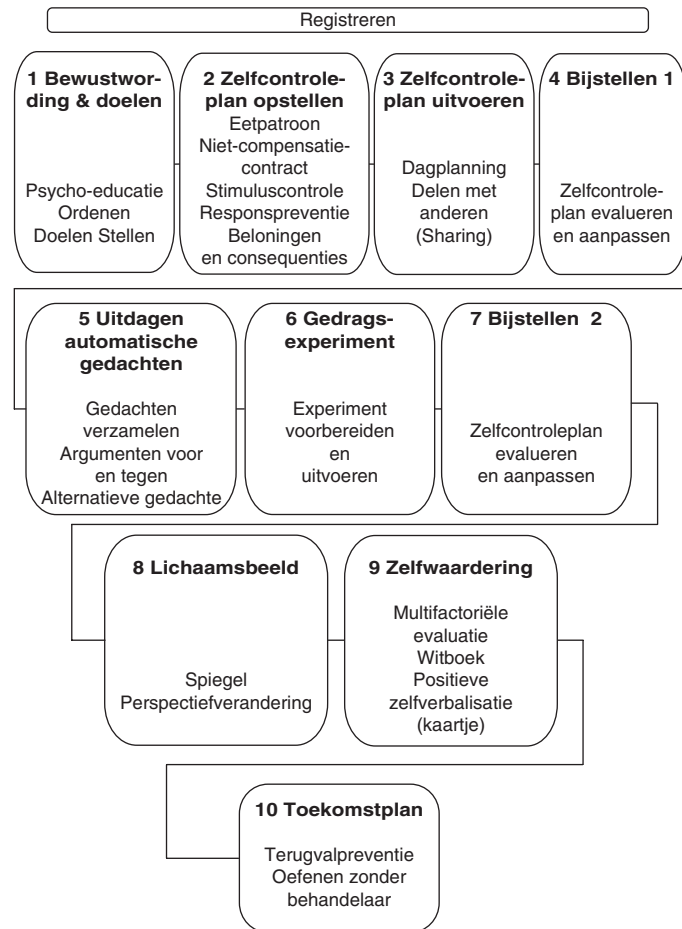 Registreren
1 Bewustwor-
ding & doelen
Psycho-educatie
Ordenen
Doelen Stellen
2 Zelfcontrole-
plan opstellen
Eetpatroon
Niet-compensatie-
contract
Stimuluscontrole
Responspreventie
Beloningen
en consequenties
3 Zelfcontrole-
plan uitvoeren
Dagplanning
Delen met
anderen
(Sharing)
4 Bijstellen 1
Zelfcontrole-
plan evalueren
en aanpassen
5 Uitdagen
automatische
gedachten
Gedachten
verzamelen
Argumenten voor
en tegen
Alternatieve gedachte
6 Gedrags-
experiment
Experiment
voorbereiden
en
uitvoeren
7 Bijstellen 2
Zelfcontroleplan
evalueren
en aanpassen
8 Lichaamsbeeld
Spiegel
Perspectiefverandering
9 Zelfwaardering
Multifactoriële
evaluatie
Witboek
Positieve
zelfverbalisatie
(kaartje)
10 Toekomstplan
Terugvalpreventie
Oefenen zonder
behandelaar